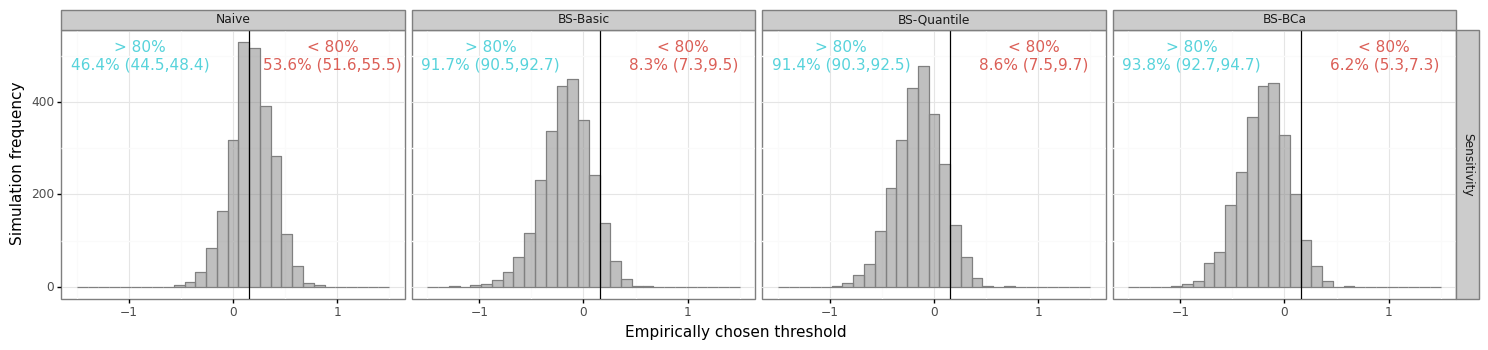 Naive
BS-Basic
BS-Quantile
BS-BCa
> 80%
46.4% (44.5,48.4)
< 80%
53.6% (51.6,55.5)
> 80%
91.7% (90.5,92.7)
< 80%
8.3% (7.3,9.5)
> 80%
91.4% (90.3,92.5)
< 80%
8.6% (7.5,9.7)
> 80%
93.8% (92.7,94.7)
< 80%
6.2% (5.3,7.3)
Sensitivity
Simulation frequency
400
200
0
−1 0 1
−1 0 1
−1 0 1
−1 0 1
Empirically chosen threshold